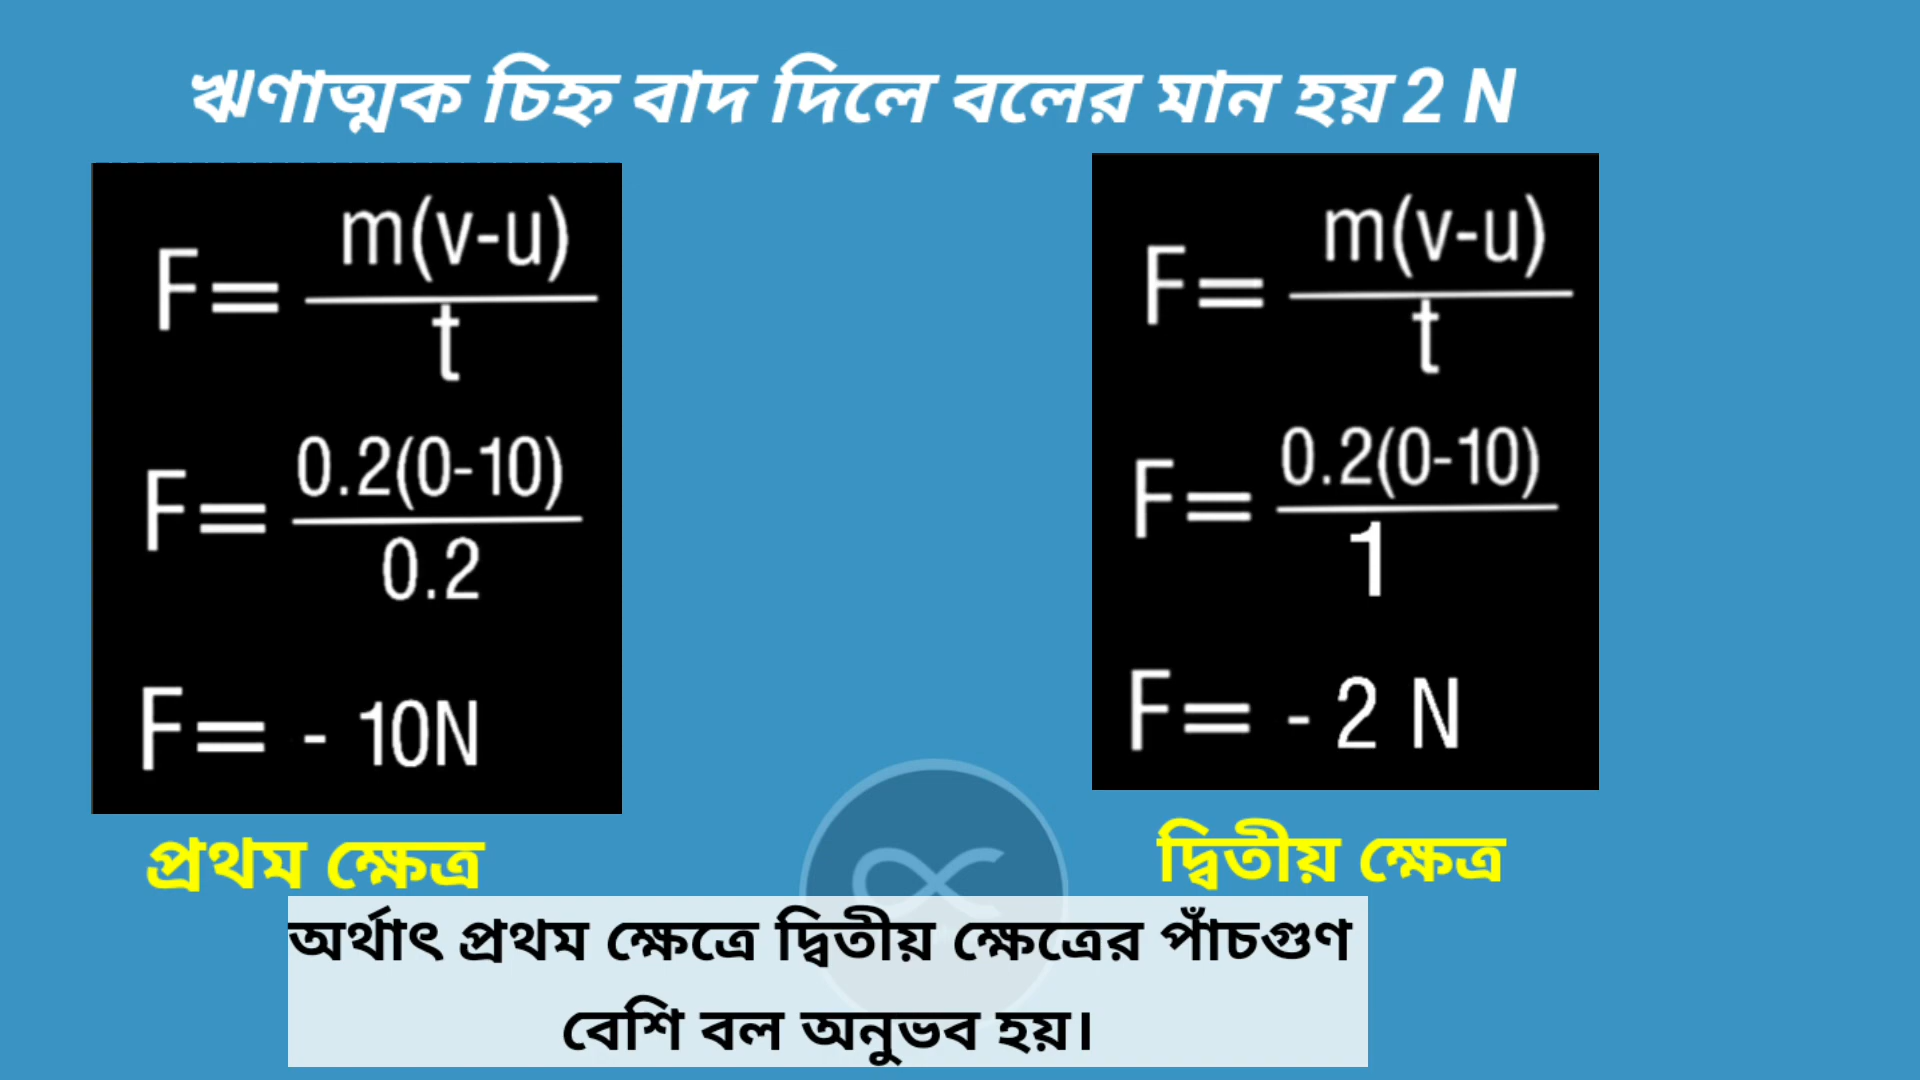 ঋণাত্মক চিহ্ন বাদ দিলে বলের মান হয় 2 N
F= m(v-u)
t
F= 0.2(0-10)
0.2
F= - 10N
প্রথম ক্ষেত্র
F= m(v-u)
t
F= 0.2(0-10)
1
F= - 2 N
দ্বিতীয় ক্ষেত্র
অর্থাৎ প্রথম ক্ষেত্রে দ্বিতীয় ক্ষেত্রের পাঁচগুণ
বেশি বল অনুভব হয়।